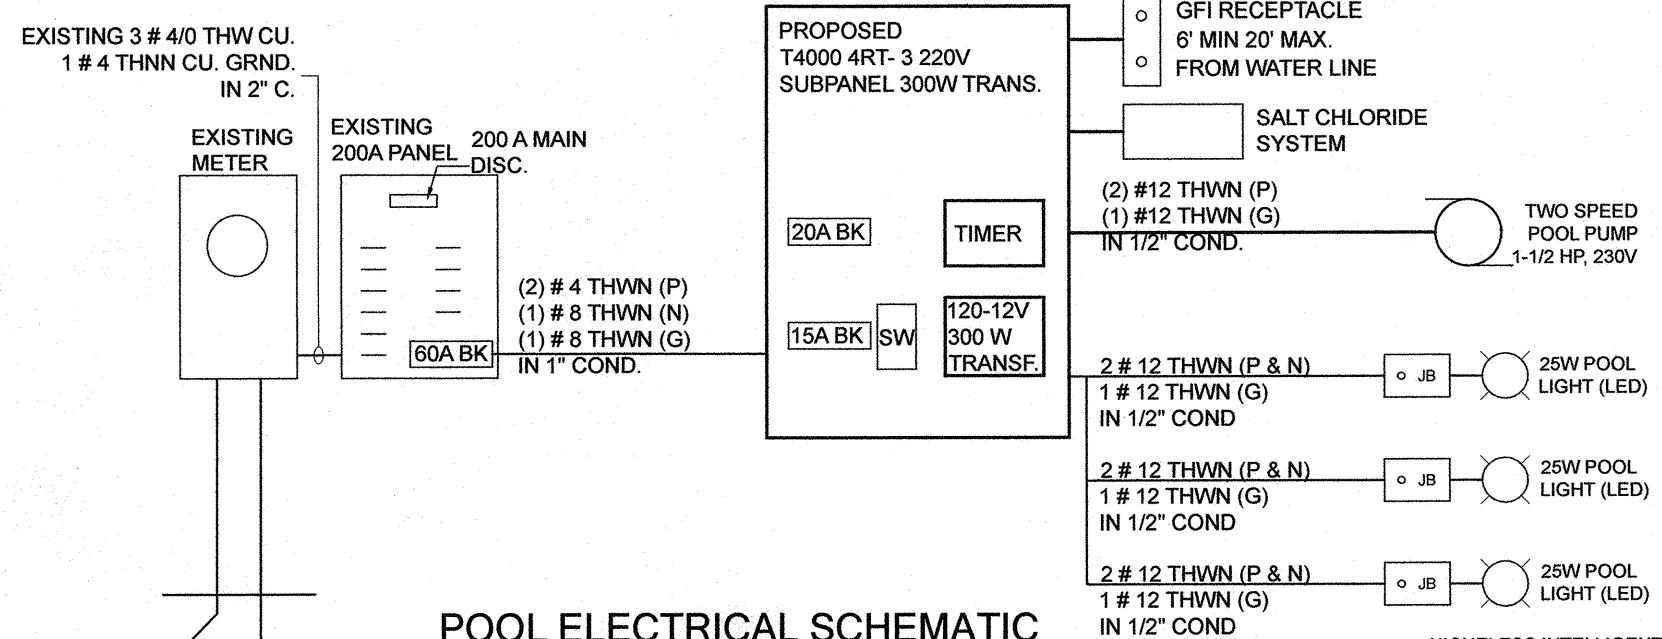 EXISTING 3 # 4/0 THW CU.
1 # 4 THNN CU. GRND.
IN 2" C.
EXISTING
METER
EXISTING
200A PANEL
200 A MAIN
DISC.
60A BK
(2) # 4 THWN (P)
(1) # 8 THWN (N)
(1) # 8 THWN (G)
IN 1" COND.
PROPOSED
T4000 4RT- 3 220V
SUBPANEL 300W TRANS.
20A BK
TIMER
15A BK
SW
120-12V
300 W
TRANSF.
GFI RECEPTACLE
6' MIN 20' MAX.
FROM WATER LINE
SALT CHLORIDE
SYSTEM
(2) #12 THWN (P)
(1) #12 THWN (G)
IN 1/2" COND.
TWO SPEED
POOL PUMP
1-1/2 HP, 230V
2 # 12 THWN (P & N)
1 # 12 THWN (G)
IN 1/2" COND
JB
25W POOL
LIGHT (LED)
2 # 12 THWN (P & N)
1 # 12 THWN (G)
IN 1/2" COND
JB
25W POOL
LIGHT (LED)
2 # 12 THWN (P & N)
1 # 12 THWN (G)
IN 1/2" COND
JB
25W POOL
LIGHT (LED)
POOL ELECTRICAL SCHEMATIC